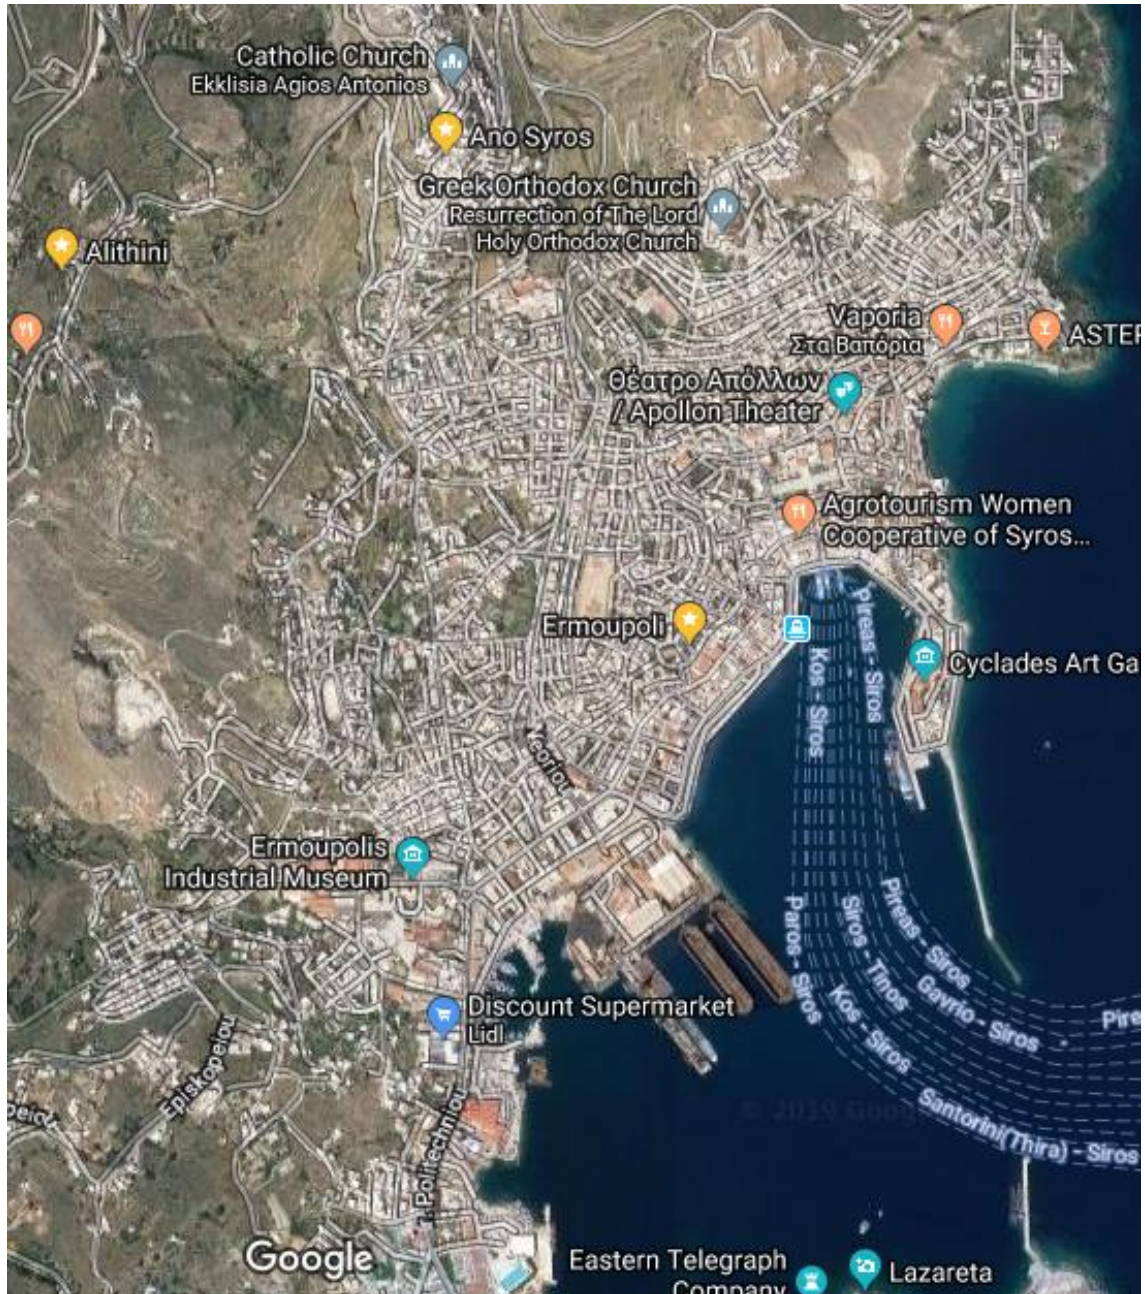 Catholic Church
Ekklisia Agios Antonios
Ano Syros
Greek Orthodox Church
Resurrection of The Lord
Holy Orthodox Church
Alithini
Vaporia
Στα Βαπόρια
ASTER
Θέατρο Απόλλων
/ Apollon Theater
Agrotourism Women
Cooperative of Syros...
Ermoupoli
Pireas - Siros
Kos - Siros
Cyclades Art Ga
Neoriou
Ermoupolis
Industrial Museum
Pireas - Siros
Siros - Tinos
Paros - Siros
Gavrio - Siros
Kos - Siros
Pire
Discount Supermarket
Lidl
Episkopeiou
peiou
Santorini(Thira) - Siros
© 2019 Google
Politechniou
Google
Eastern Telegraph
Company
Lazareta